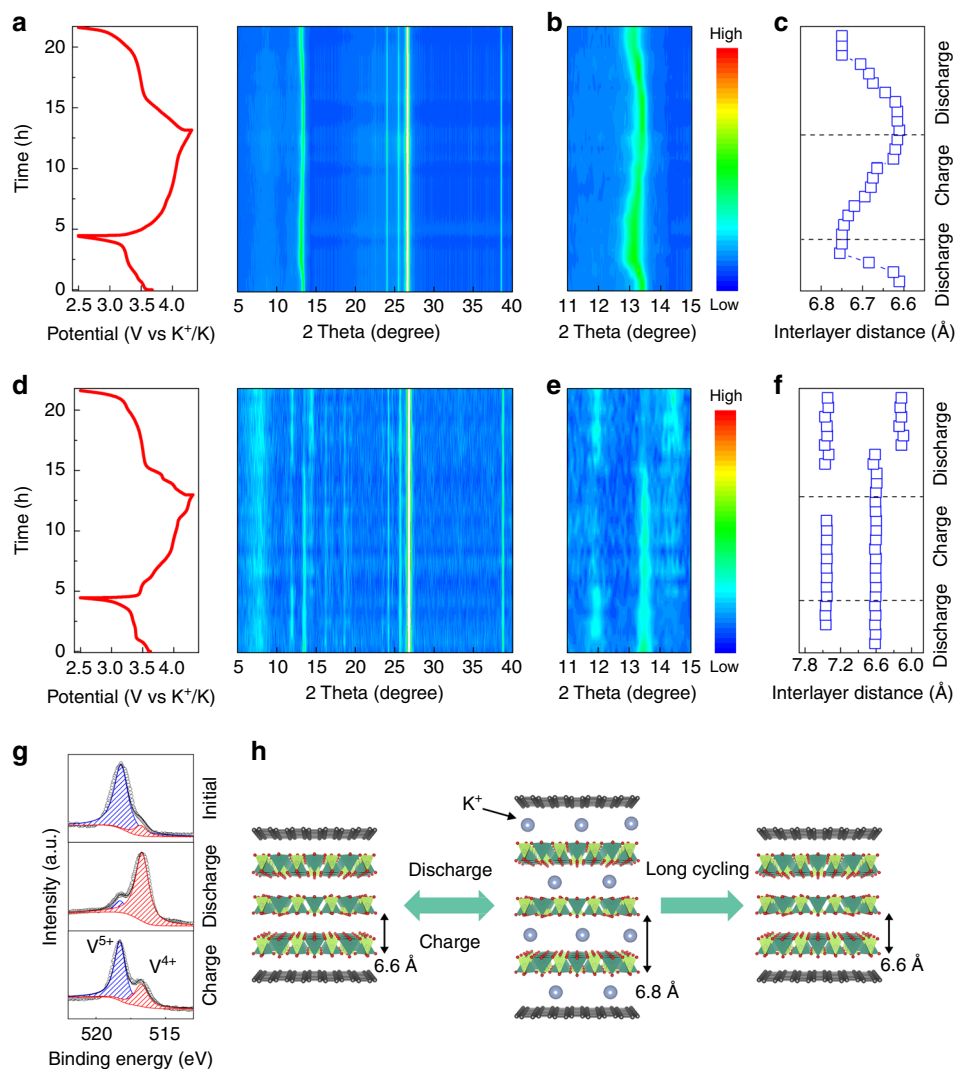 a
b
c
20
15
10
5
0
Time (h)
2.5 3.0 3.5 4.0
Potential (V vs K⁺/K)
5 10 15 20 25 30 35 40
2 Theta (degree)
11 12 13 14 15
2 Theta (degree)
High
Low
6.8 6.7 6.6
Interlayer distance (Å)
Discharge
Charge
Discharge
d
e
f
20
15
10
5
0
Time (h)
2.5 3.0 3.5 4.0
Potential (V vs K⁺/K)
5 10 15 20 25 30 35 40
2 Theta (degree)
11 12 13 14 15
2 Theta (degree)
High
Low
7.8 7.2 6.6 6.0
Interlayer distance (Å)
Discharge
Charge
Discharge
g
Intensity (a.u.)
Initial
Discharge
Charge
V⁵⁺
V⁴⁺
520 515
Binding energy (eV)
h
K⁺
Discharge
Charge
Long cycling
6.6 Å
6.8 Å
6.6 Å